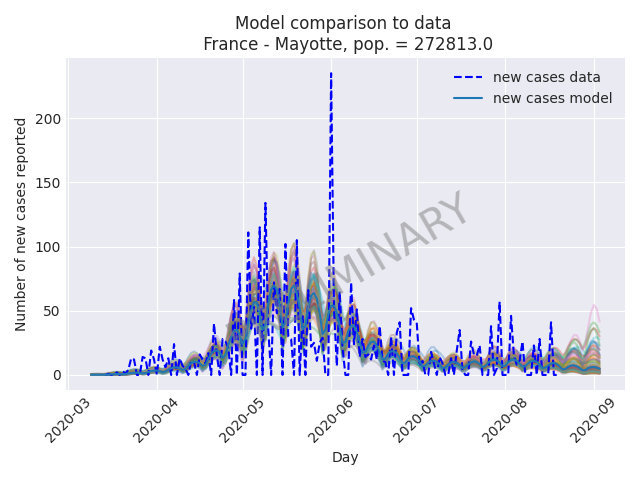 Model comparison to data
France - Mayotte, pop. = 272813.0
new cases data
new cases model
Number of new cases reported
200
150
100
50
0
MINARY
2020-03
2020-04
2020-05
2020-06
2020-07
2020-08
2020-09
Day